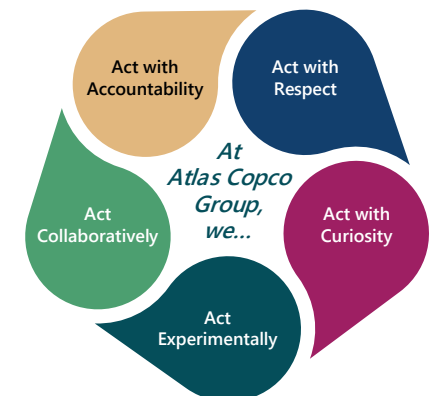 Act with
Accountability
Act with
Respect
At
Atlas Copco
Group,
we...
Act
Collaboratively
Act with
Curiosity
Act
Experimentally